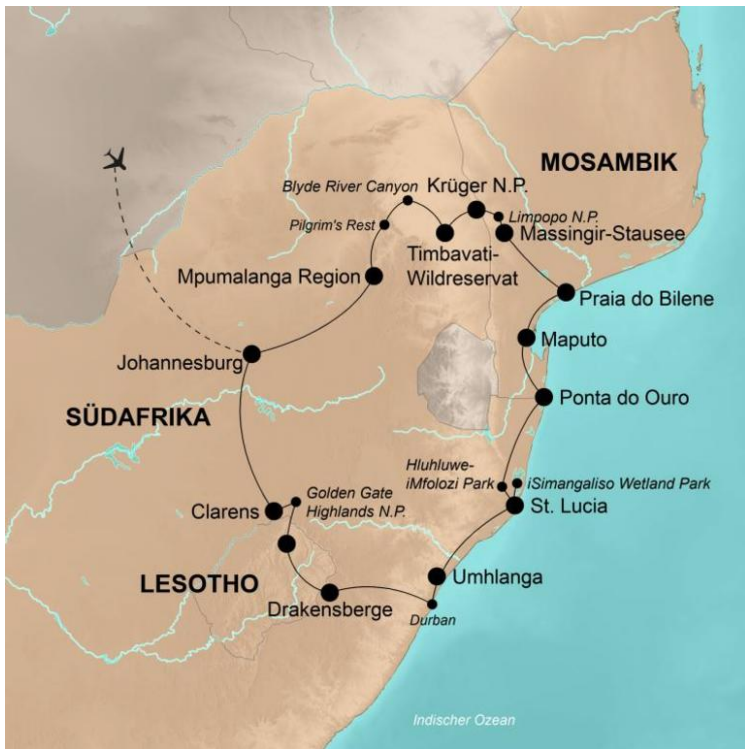 MOSAMBIK
Blyde River Canyon
Krüger N.P.
Limpopo N.P.
Pilgrim's Rest
Massingir-Stausee
Timbavati-
Wildreservat
Mpumalanga Region
Praia do Bilene
Maputo
Johannesburg
Ponta do Ouro
SÜDAFRIKA
Hluhluwe-
iMfolozi Park
iSimangaliso Wetland Park
Golden Gate
Highlands N.P.
Clarens
St. Lucia
LESOTHO
Umhlanga
Drakensberge
Durban
Indischer Ozean